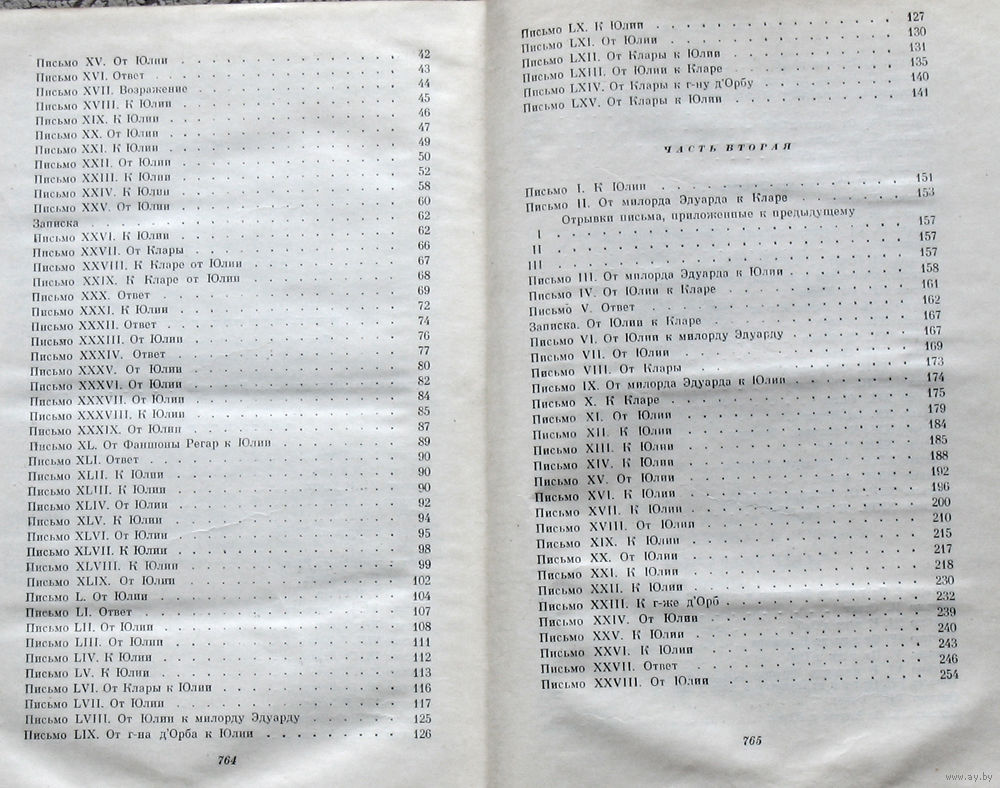 Письмо XV. От Юлии . . . . . 42
Письмо XVI. Ответ . . . . . 43
Письмо XVII. Возражение . . . . . 44
Письмо XVIII. К Юлии . . . . . 45
Письмо XIX. К Юлии . . . . . 46
Письмо XX. От Юлии . . . . . 47
Письмо XXI. К Юлии . . . . . 49
Письмо XXII. От Юлии . . . . . 50
Письмо XXIII. К Юлии . . . . . 52
Письмо XXIV. К Юлии . . . . . 58
Письмо XXV. От Юлии . . . . . 60
Записка . . . . . 62
Письмо XXVI. К Юлии . . . . . 62
Письмо XXVII. От Клары . . . . . 66
Письмо XXVIII. К Кларе от Юлии . . . . . 67
Письмо XXIX. К Кларе от Юлии . . . . . 68
Письмо XXX. Ответ . . . . . 69
Письмо XXXI. К Юлии . . . . . 72
Письмо XXXII. Ответ . . . . . 74
Письмо XXXIII. От Юлии . . . . . 76
Письмо XXXIV. Ответ . . . . . 77
Письмо XXXV. От Юлии . . . . . 80
Письмо XXXVI. От Юлии . . . . . 82
Письмо XXXVII. От Юлии . . . . . 84
Письмо XXXVIII. К Юлии . . . . . 85
Письмо XXXIX. От Юлии . . . . . 87
Письмо XL. От Фаншоны Регар к Юлии . . . . . 89
Письмо XLI. Ответ . . . . . 90
Письмо XLII. К Юлии . . . . . 90
Письмо XLIII. К Юлии . . . . . 90
Письмо XLIV. От Юлии . . . . . 92
Письмо XLV. К Юлии . . . . . 94
Письмо XLVI. От Юлии . . . . . 95
Письмо XLVII. К Юлии . . . . . 98
Письмо XLVIII. К Юлии . . . . . 99
Письмо XLIX. От Юлии . . . . . 102
Письмо L. От Юлии . . . . . 104
Письмо LI. Ответ . . . . . 107
Письмо LII. От Юлии . . . . . 108
Письмо LIII. От Юлии . . . . . 111
Письмо LIV. К Юлии . . . . . 112
Письмо LV. К Юлии . . . . . 113
Письмо LVI. От Клары к Юлии . . . . . 116
Письмо LVII. От Юлии . . . . . 117
Письмо LVIII. От Юлии к милорду Эдуарду . . . . . 125
Письмо LIX. От г-на д'Орба к Юлии . . . . . 126
764
Письмо LX. К Юлии . . . . . 127
Письмо LXI. От Юлии . . . . . 130
Письмо LXII. От Клары к Юлии . . . . . 131
Письмо LXIII. От Юлии к Кларе . . . . . 135
Письмо LXIV. От Клары к г-ну д'Орбу . . . . . 140
Письмо LXV. От Клары к Юлии . . . . . 141
ЧАСТЬ ВТОРАЯ
Письмо I. К Юлии . . . . . 151
Письмо II. От милорда Эдуарда к Кларе . . . . . 153
Отрывки письма, приложенные к предыдущему
I . . . . . 157
II . . . . . 157
III . . . . . 157
Письмо III. От милорда Эдуарда к Юлии . . . . . 158
Письмо IV. От Юлии к Кларе . . . . . 161
Письмо V. Ответ . . . . . 162
Записка. От Юлии к Кларе . . . . . 167
Письмо VI. От Юлии к милорду Эдуарду . . . . . 167
Письмо VII. От Юлии . . . . . 169
Письмо VIII. От Клары . . . . . 173
Письмо IX. От милорда Эдуарда к Юлии . . . . . 174
Письмо X. К Кларе . . . . . 175
Письмо XI. От Юлии . . . . . 179
Письмо XII. К Юлии . . . . . 184
Письмо XIII. К Юлии . . . . . 185
Письмо XIV. К Юлии . . . . . 188
Письмо XV. От Юлии . . . . . 192
Письмо XVI. К Юлии . . . . . 196
Письмо XVII. К Юлии . . . . . 200
Письмо XVIII. От Юлии . . . . . 210
Письмо XIX. К Юлии . . . . . 215
Письмо XX. От Юлии . . . . . 217
Письмо XXI. К Юлии . . . . . 218
Письмо XXII. К Юлии . . . . . 230
Письмо XXIII. К г-же д'Орб . . . . . 232
Письмо XXIV. От Юлии . . . . . 239
Письмо XXV. К Юлии . . . . . 240
Письмо XXVI. К Юлии . . . . . 243
Письмо XXVII. Ответ . . . . . 246
Письмо XXVIII. От Юлии . . . . . 254
765
www.ay.by